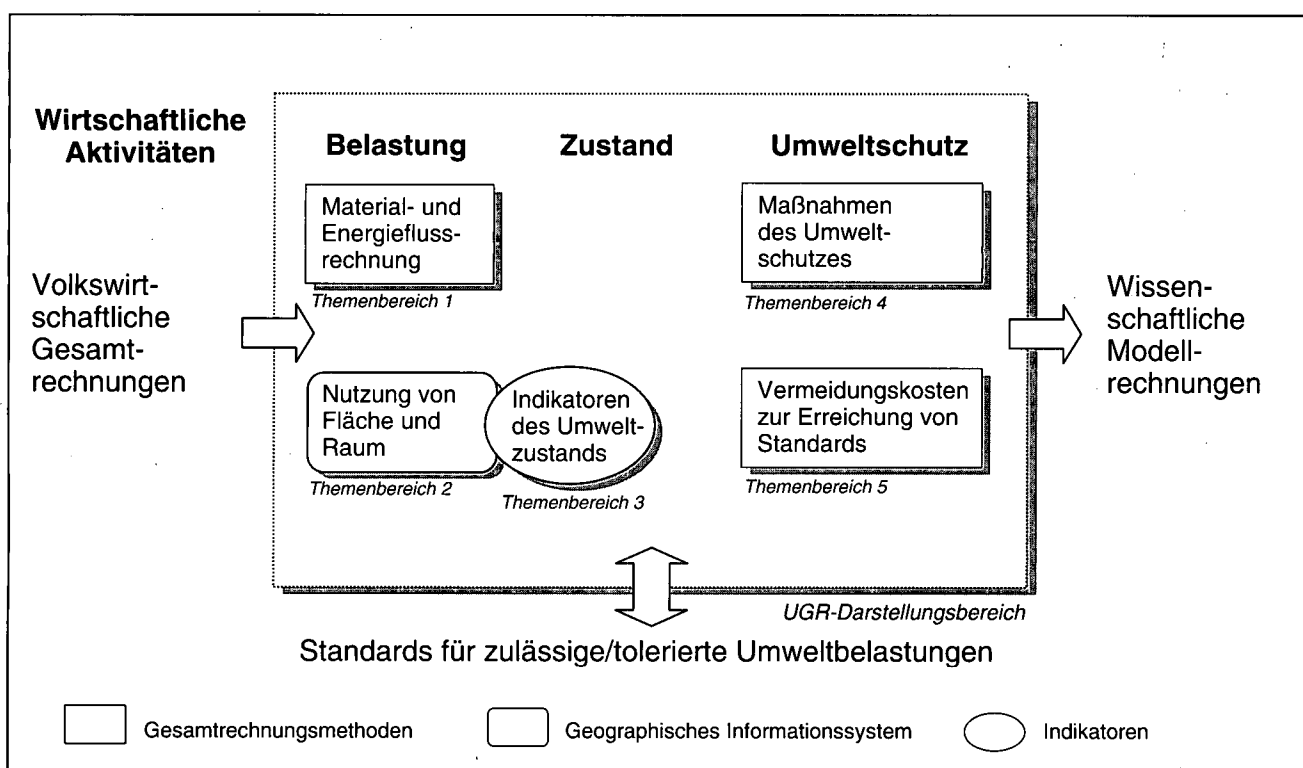 Wirtschaftliche
Aktivitäten
Belastung
Zustand
Umweltschutz
Material- und
Energiefluss-
rechnung
Themenbereich 1
Maßnahmen
des Umwelt-
schutzes
Themenbereich 4
Volkswirt-
schaftliche
Gesamt-
rechnungen
Wissen-
schaftliche
Modell-
rechnungen
Nutzung von
Fläche und
Raum
Themenbereich 2
Indikatoren
des Umwelt-
zustands
Themenbereich 3
Vermeidungskosten
zur Erreichung von
Standards
Themenbereich 5
UGR-Darstellungsbereich
Standards für zulässige/tolerierte Umweltbelastungen
Gesamtrechnungsmethoden
Geographisches Informationssystem
Indikatoren